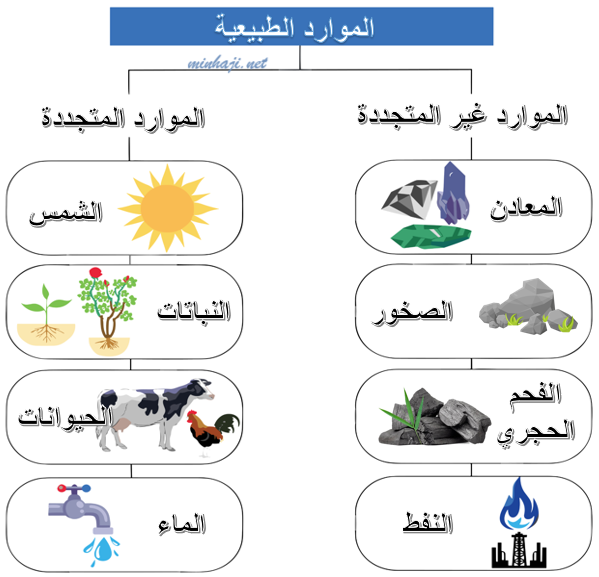 الموارد الطبيعية
minhaji.net
الموارد غير المتجددة
المعادن
الصخور
الفحم
الحجري
النفط
الموارد المتجددة
الشمس
النباتات
الحيوانات
الماء